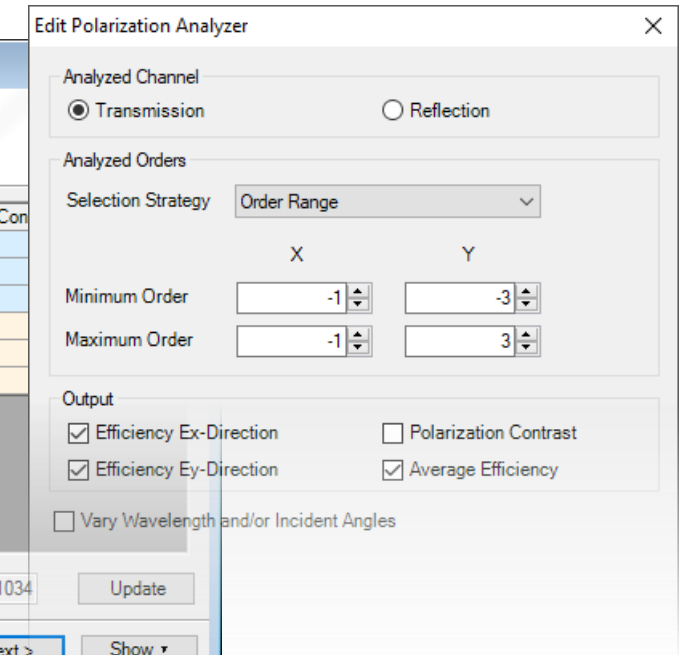 Edit Polarization Analyzer
Analyzed Channel
Transmission
Reflection
Analyzed Orders
Selection Strategy
Order Range
X
Y
Minimum Order
-1
-3
Maximum Order
-1
3
Output
Efficiency Ex-Direction
Polarization Contrast
Efficiency Ey-Direction
Average Efficiency
Vary Wavelength and/or Incident Angles
Con
1034
Update
ext >
Show